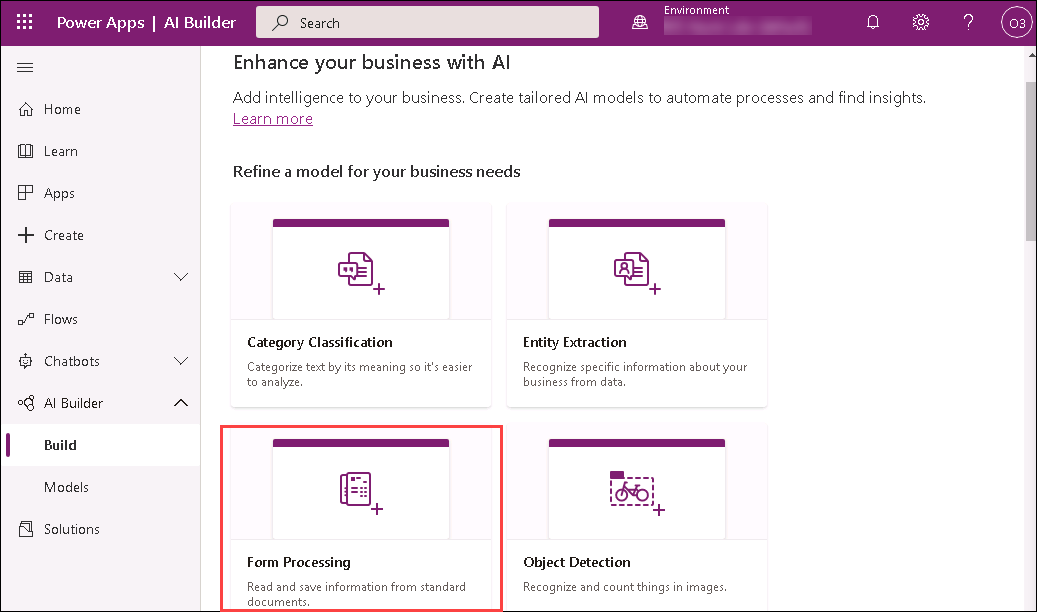 Power Apps | AI Builder
Search
Environment
O3
Home
Learn
Apps
Create
Data
Flows
Chatbots
AI Builder
Build
Models
Solutions
Enhance your business with AI
Add intelligence to your business. Create tailored AI models to automate processes and find insights.
Learn more
Refine a model for your business needs
Category Classification
Categorize text by its meaning so it's easier
to analyze.
Entity Extraction
Recognize specific information about your
business from data.
Form Processing
Read and save information from standard
documents.
Object Detection
Recognize and count things in images.